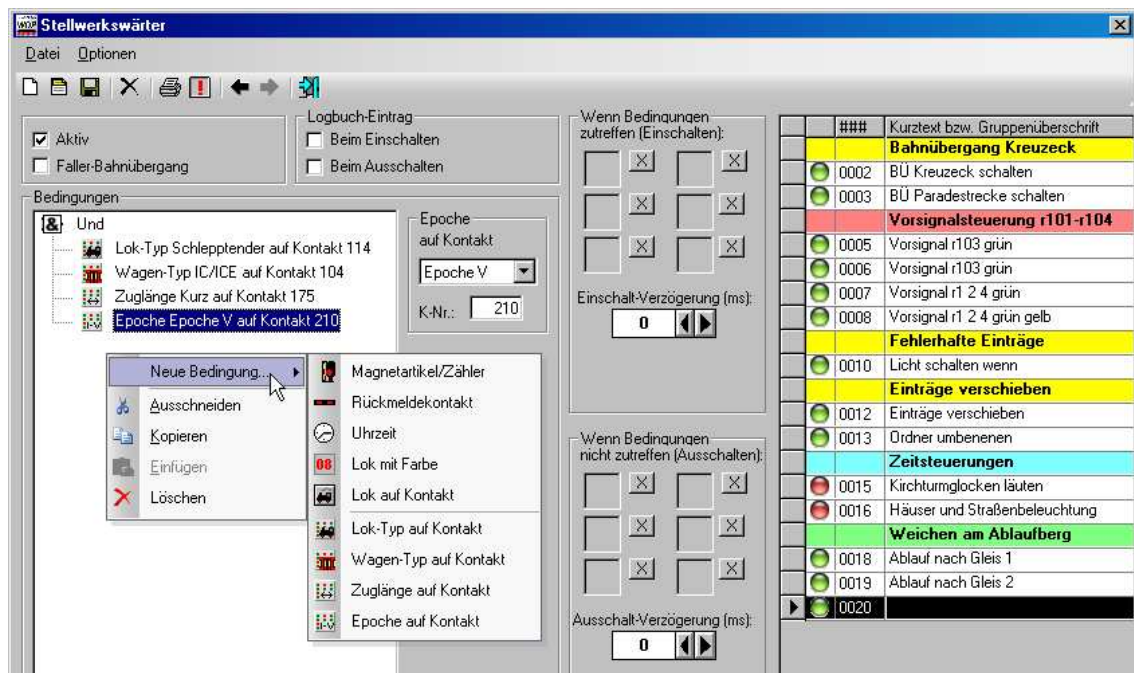 Stellwerkswärter
Datei Optionen
Aktiv
Faller-Bahnübergang
Logbuch-Eintrag
Beim Einschalten
Beim Ausschalten
Bedingungen
& Und
Lok-Typ Schlepptender auf Kontakt 114
Wagen-Typ IC/ICE auf Kontakt 104
Zuglänge Kurz auf Kontakt 175
Epoche Epoche V auf Kontakt 210
Epoche
auf Kontakt
Epoche V
K-Nr.: 210
Neue Bedingung...
Ausschneiden
Kopieren
Einfügen
Löschen
Magnetartikel/Zähler
Rückmeldekontakt
Uhrzeit
08 Lok mit Farbe
Lok auf Kontakt
Lok-Typ auf Kontakt
Wagen-Typ auf Kontakt
Zuglänge auf Kontakt
Epoche auf Kontakt
Wenn Bedingungen
zutreffen (Einschalten):
X X
X X
X X
Einschalt-Verzögerung (ms):
0
Wenn Bedingungen
nicht zutreffen (Ausschalten):
X X
X X
X X
Ausschalt-Verzögerung (ms):
0
### Kurztext bzw. Gruppenüberschrift
Bahnübergang Kreuzeck
0002 BÜ Kreuzeck schalten
0003 BÜ Paradestrecke schalten
Vorsignalsteuerung r101-r104
0005 Vorsignal r103 grün
0006 Vorsignal r103 grün
0007 Vorsignal r1 2 4 grün
0008 Vorsignal r1 2 4 grün gelb
Fehlerhafte Einträge
0010 Licht schalten wenn
Einträge verschieben
0012 Einträge verschieben
0013 Ordner umbenenen
Zeitsteuerungen
0015 Kirchturmglocken läuten
0016 Häuser und Straßenbeleuchtung
Weichen am Ablaufberg
0018 Ablauf nach Gleis 1
0019 Ablauf nach Gleis 2
0020